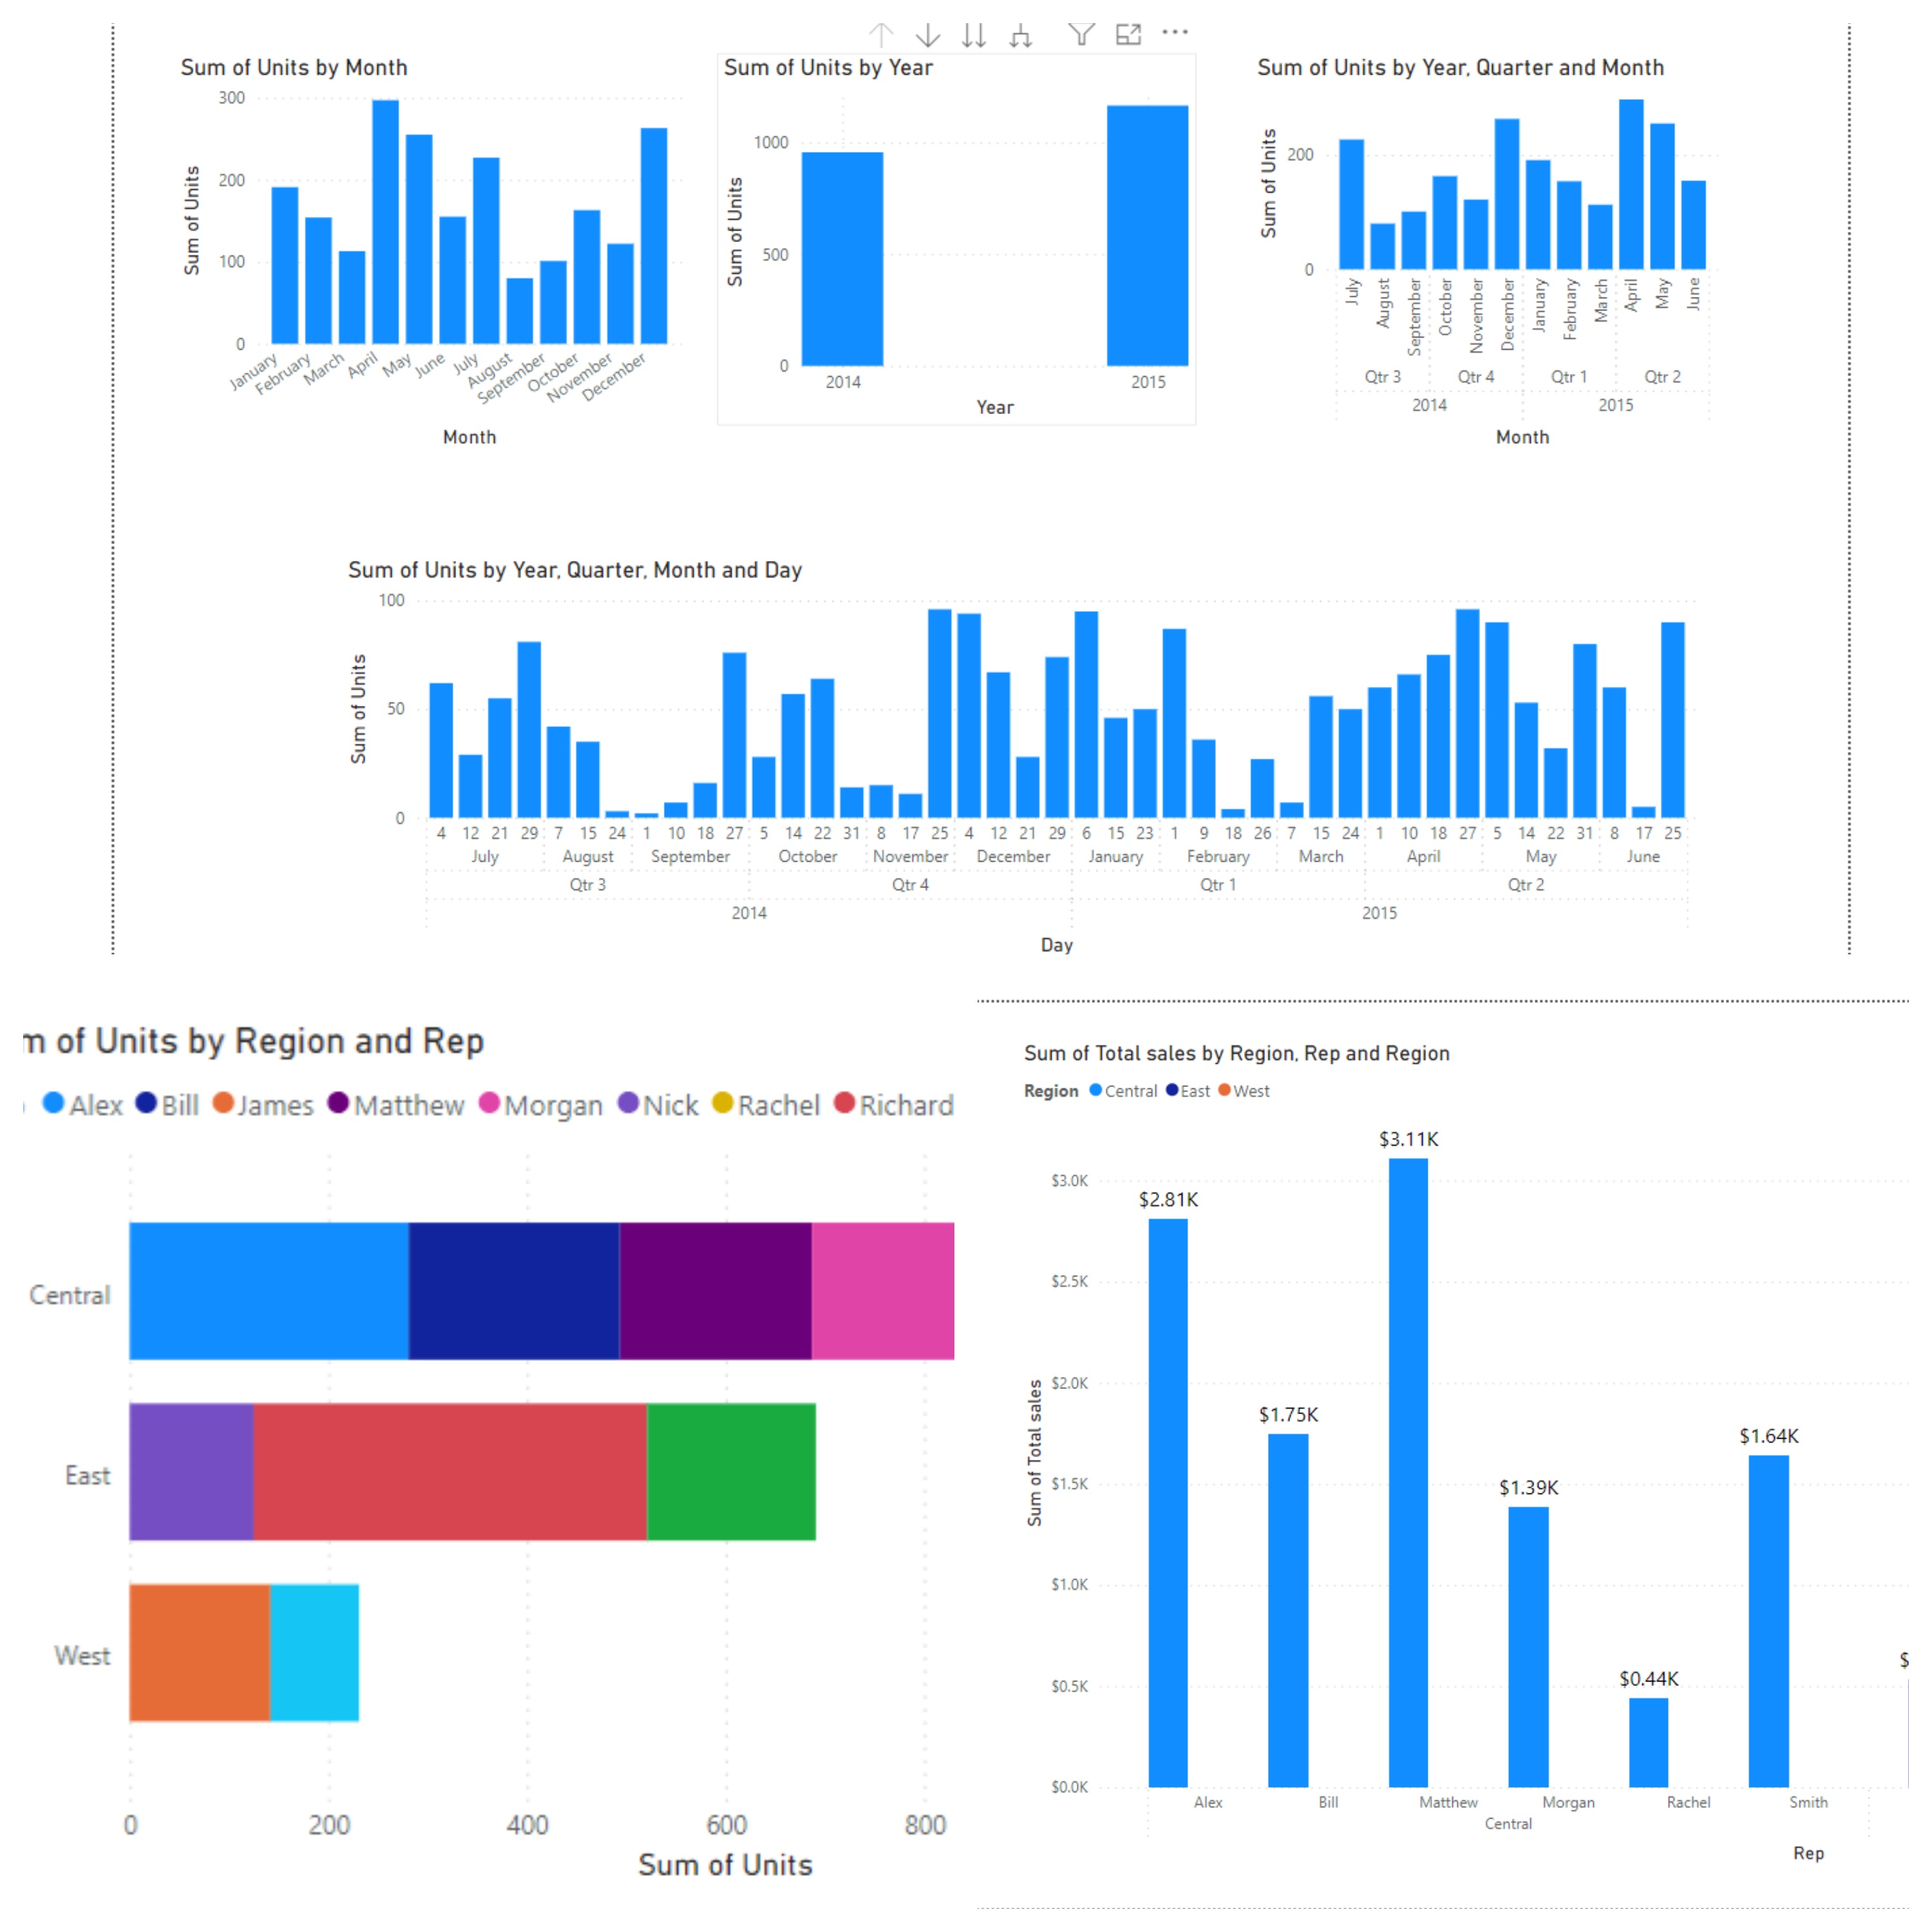 Sum of Units by Month
300
200
100
0
Sum of Units
January
February
March
April
May
June
July
August
September
October
November
December
Month
Sum of Units by Year
1000
500
0
Sum of Units
2014
2015
Year
Sum of Units by Year, Quarter and Month
200
0
Sum of Units
July
August
September
October
November
December
January
February
March
April
May
June
Qtr 3 Qtr 4 Qtr 1 Qtr 2
2014 2015
Month
Sum of Units by Year, Quarter, Month and Day
100
50
0
Sum of Units
4 12 21 29 7 15 24 1 10 18 27 5 14 22 31 8 17 25 4 12 21 29 6 15 23 1 9 18 26 7 15 24 1 10 18 27 5 14 22 31 8 17 25
July August September October November December January February March April May June
Qtr 3 Qtr 4 Qtr 1 Qtr 2
2014 2015
Day
m of Units by Region and Rep
Alex Bill James Matthew Morgan Nick Rachel Richard
Central
East
West
0 200 400 600 800
Sum of Units
Sum of Total sales by Region, Rep and Region
Region Central East West
$3.0K
$2.5K
$2.0K
$1.5K
$1.0K
$0.5K
$0.0K
Sum of Total sales
$2.81K
$1.75K
$3.11K
$1.39K
$0.44K
$1.64K
$
Alex Bill Matthew Morgan Rachel Smith
Central
Rep